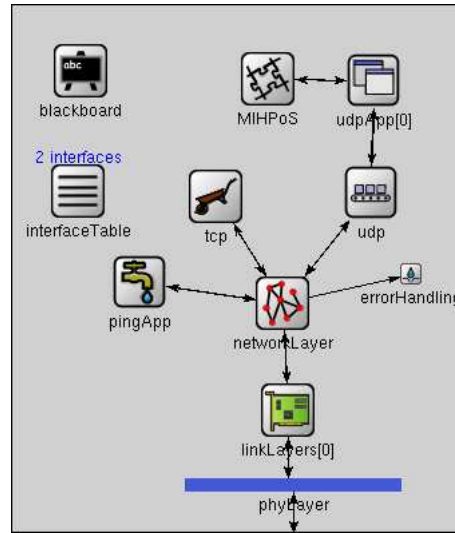 abc
blackboard
MIHPoS
udpApp[0]
2 interfaces
interfaceTable
tcp
udp
pingApp
errorHandling
networkLayer
linkLayers[0]
phyLayer